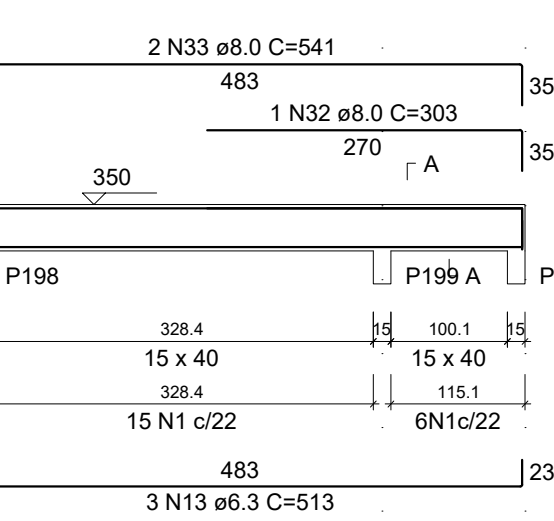 2 N33 ø8.0 C=541
483
35
1 N32 ø8.0 C=303
270
35
A
350
P198
P199 A
P
328.4
15
100.1
15
15 x 40
15 x 40
328.4
115.1
15 N1 c/22
6N1c/22
483
23
3 N13 ø6.3 C=513